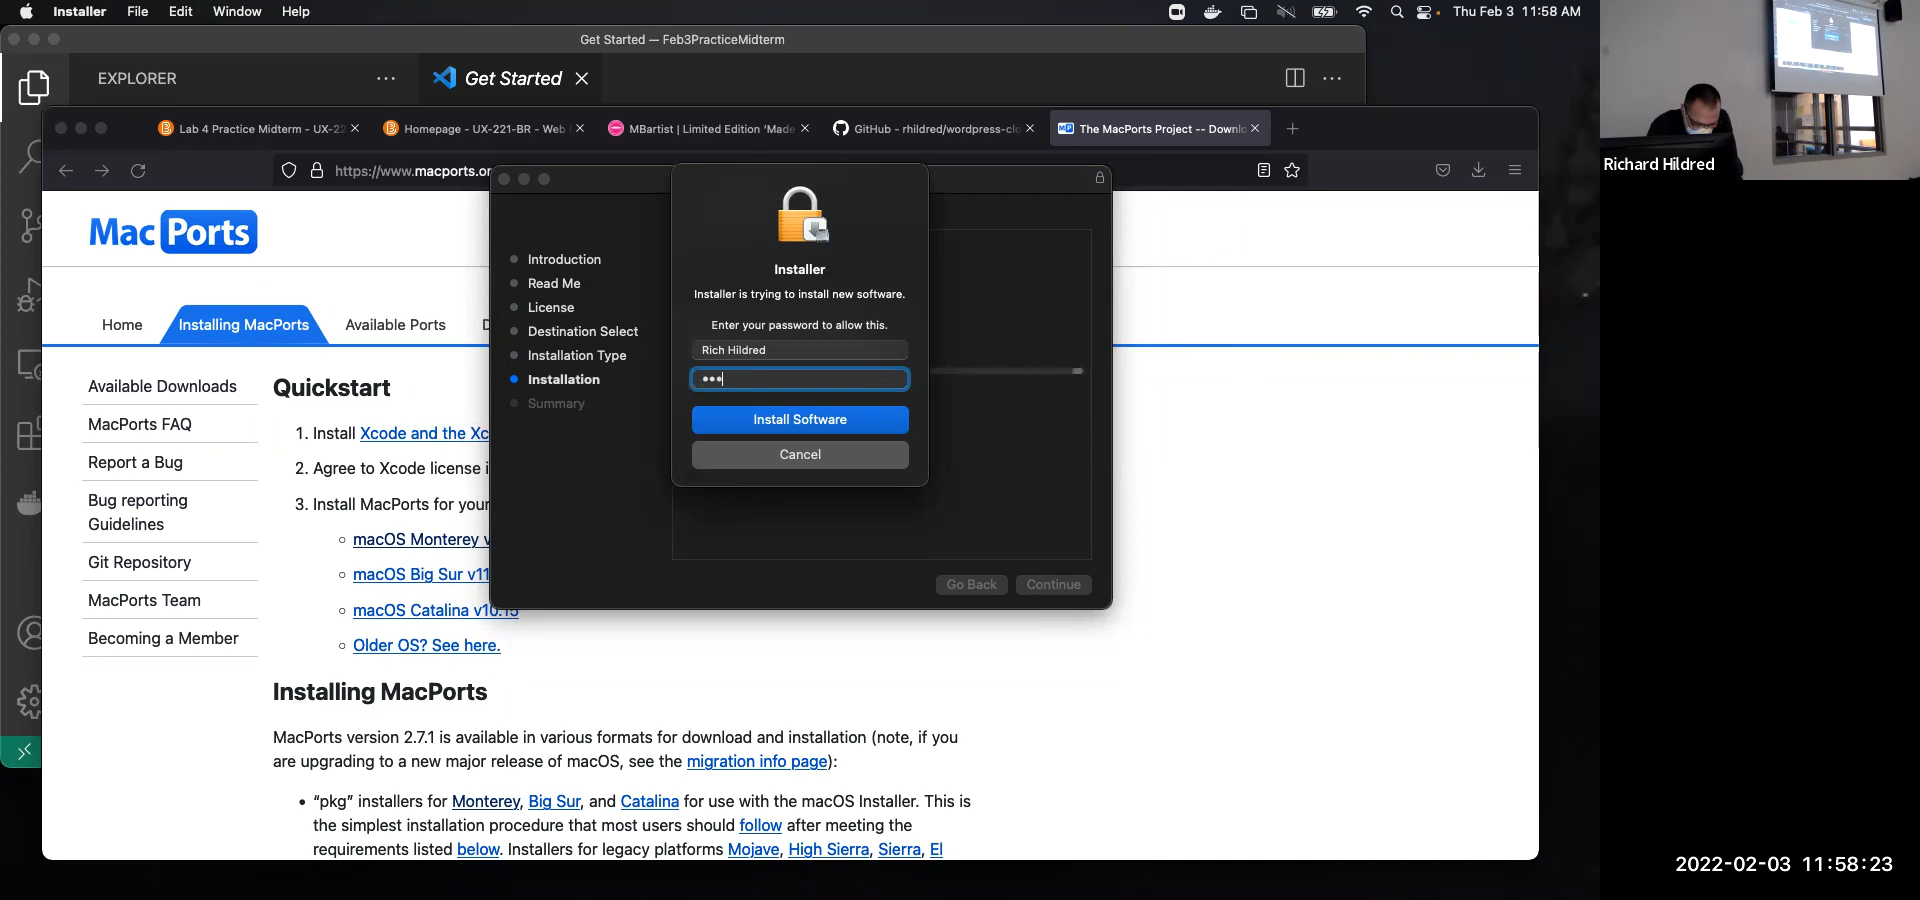 Installer File Edit Window Help
Thu Feb 3 11:58 AM
Get Started — Feb3PracticeMidterm
EXPLORER
Get Started
Lab 4 Practice Midterm - UX-22
Homepage - UX-221-BR - Web
MBartist | Limited Edition 'Made
GitHub - rhildred/wordpress-clo
MP The MacPorts Project -- Downlo
https://www.macports.or
MacPorts
Home
Installing MacPorts
Available Ports
D
Available Downloads
MacPorts FAQ
Report a Bug
Bug reporting
Guidelines
Git Repository
MacPorts Team
Becoming a Member
Quickstart
1. Install Xcode and the Xc
2. Agree to Xcode license i
3. Install MacPorts for your
macOS Monterey v
macOS Big Sur v11
macOS Catalina v10.15
Older OS? See here.
Installing MacPorts
MacPorts version 2.7.1 is available in various formats for download and installation (note, if you
are upgrading to a new major release of macOS, see the migration info page):
• “pkg” installers for Monterey, Big Sur, and Catalina for use with the macOS Installer. This is
the simplest installation procedure that most users should follow after meeting the
requirements listed below. Installers for legacy platforms Mojave, High Sierra, Sierra, El
Introduction
Read Me
License
Destination Select
Installation Type
Installation
Summary
Installer
Installer is trying to install new software.
Enter your password to allow this.
Rich Hildred
•••
Install Software
Cancel
Go Back
Continue
Richard Hildred
2022-02-03 11:58:23